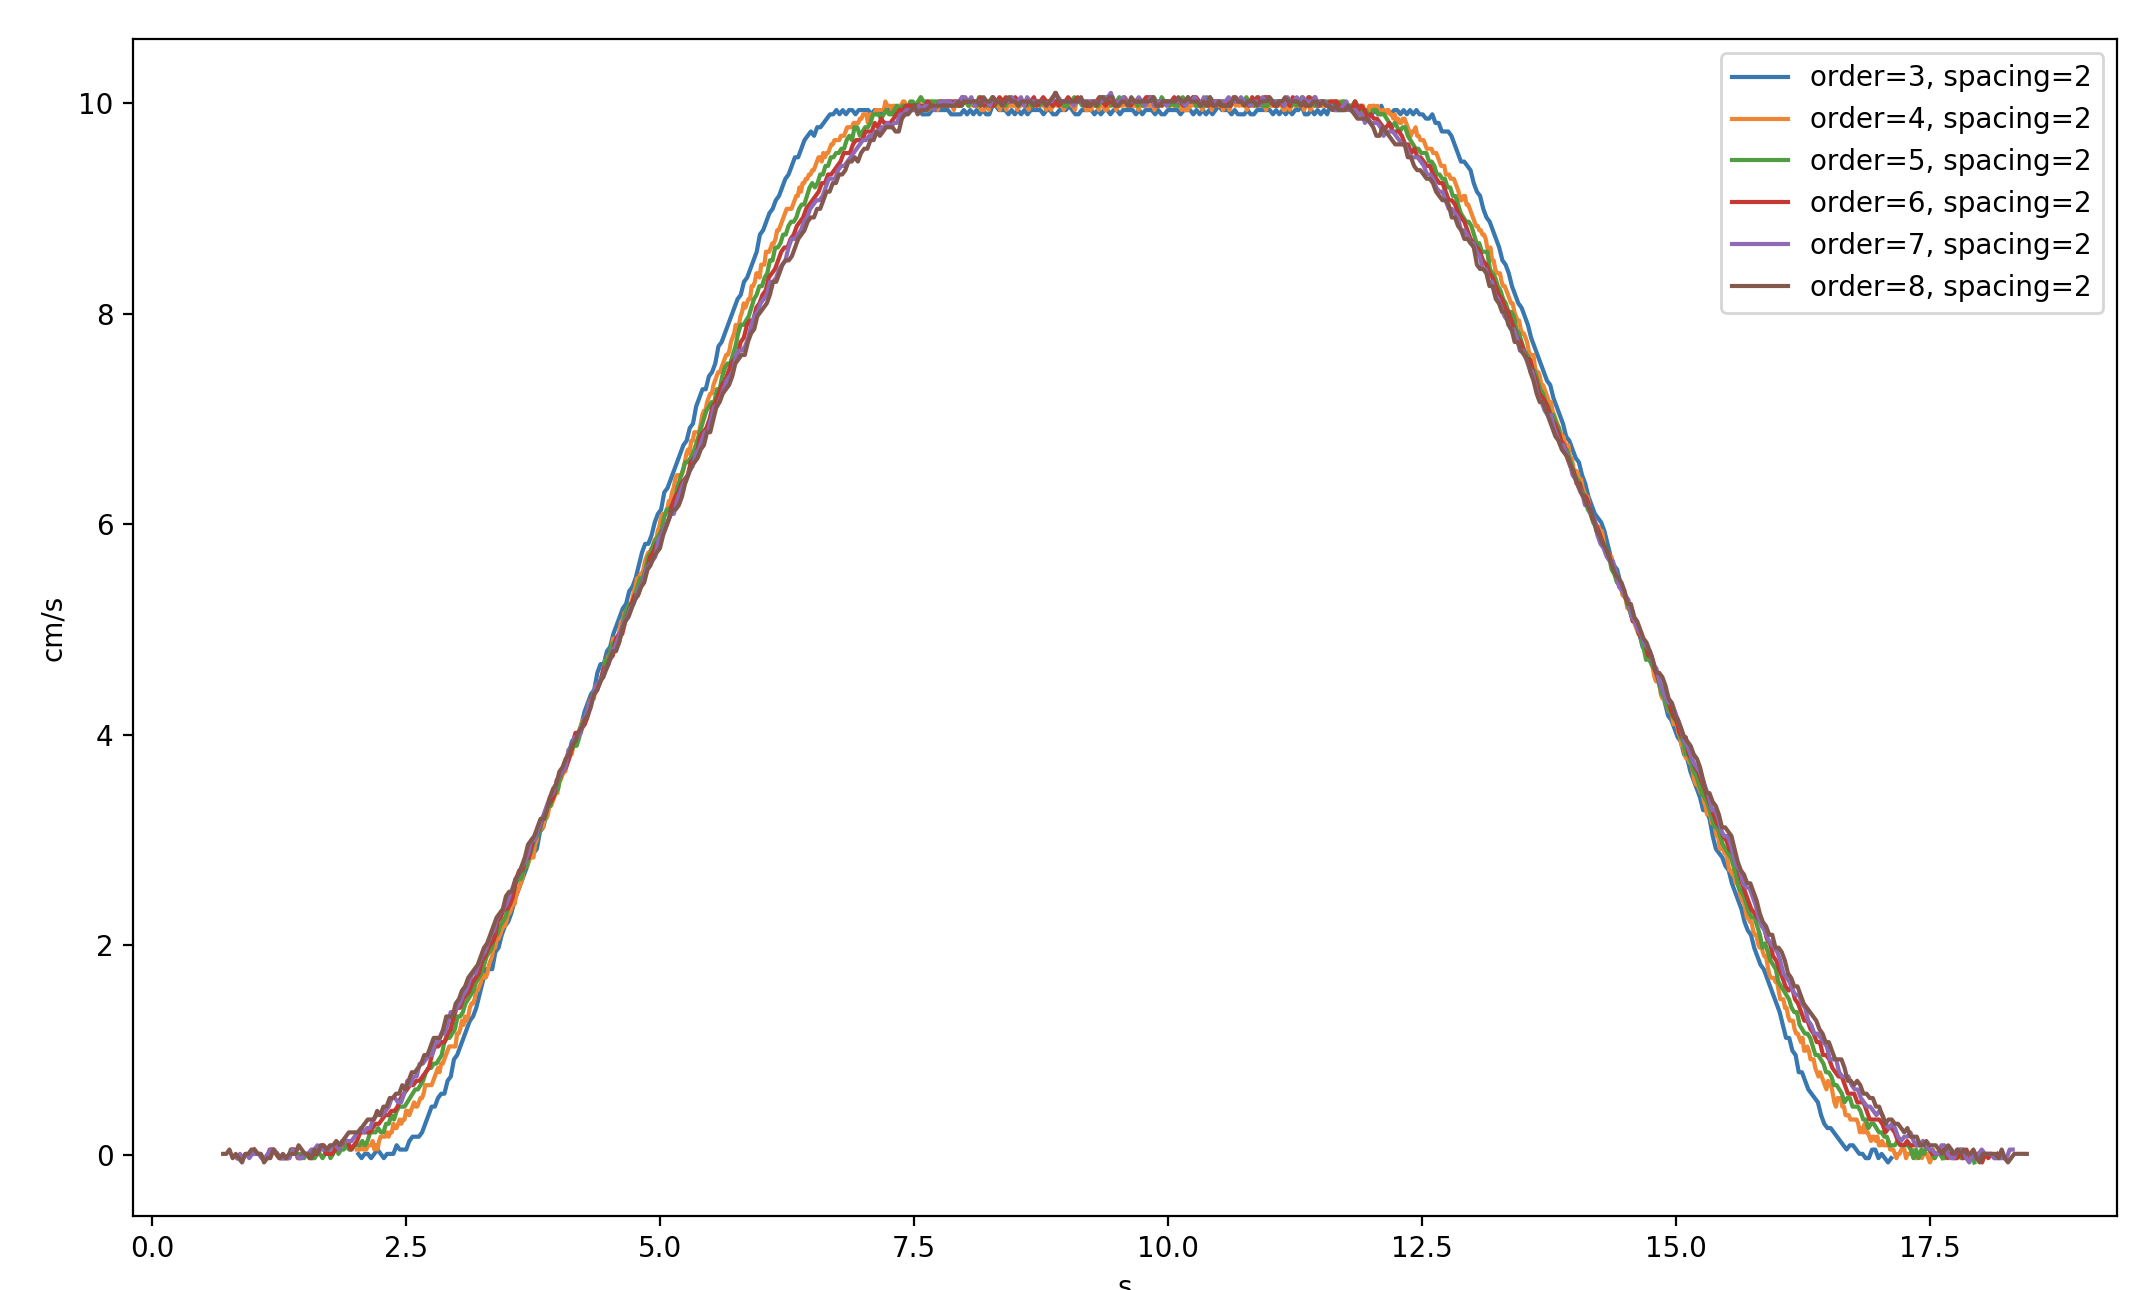 order=3, spacing=2
order=4, spacing=2
order=5, spacing=2
order=6, spacing=2
order=7, spacing=2
order=8, spacing=2
10
8
6
4
2
0
cm/s
0.0 2.5 5.0 7.5 10.0 12.5 15.0 17.5
s